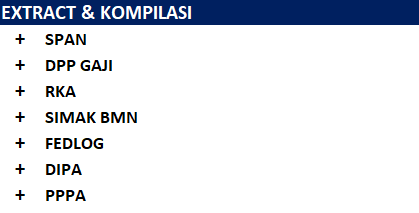 EXTRACT & KOMPILASI
+ SPAN
+ DPP GAJI
+ RKA
+ SIMAK BMN
+ FEDLOG
+ DIPA
+ PPPA